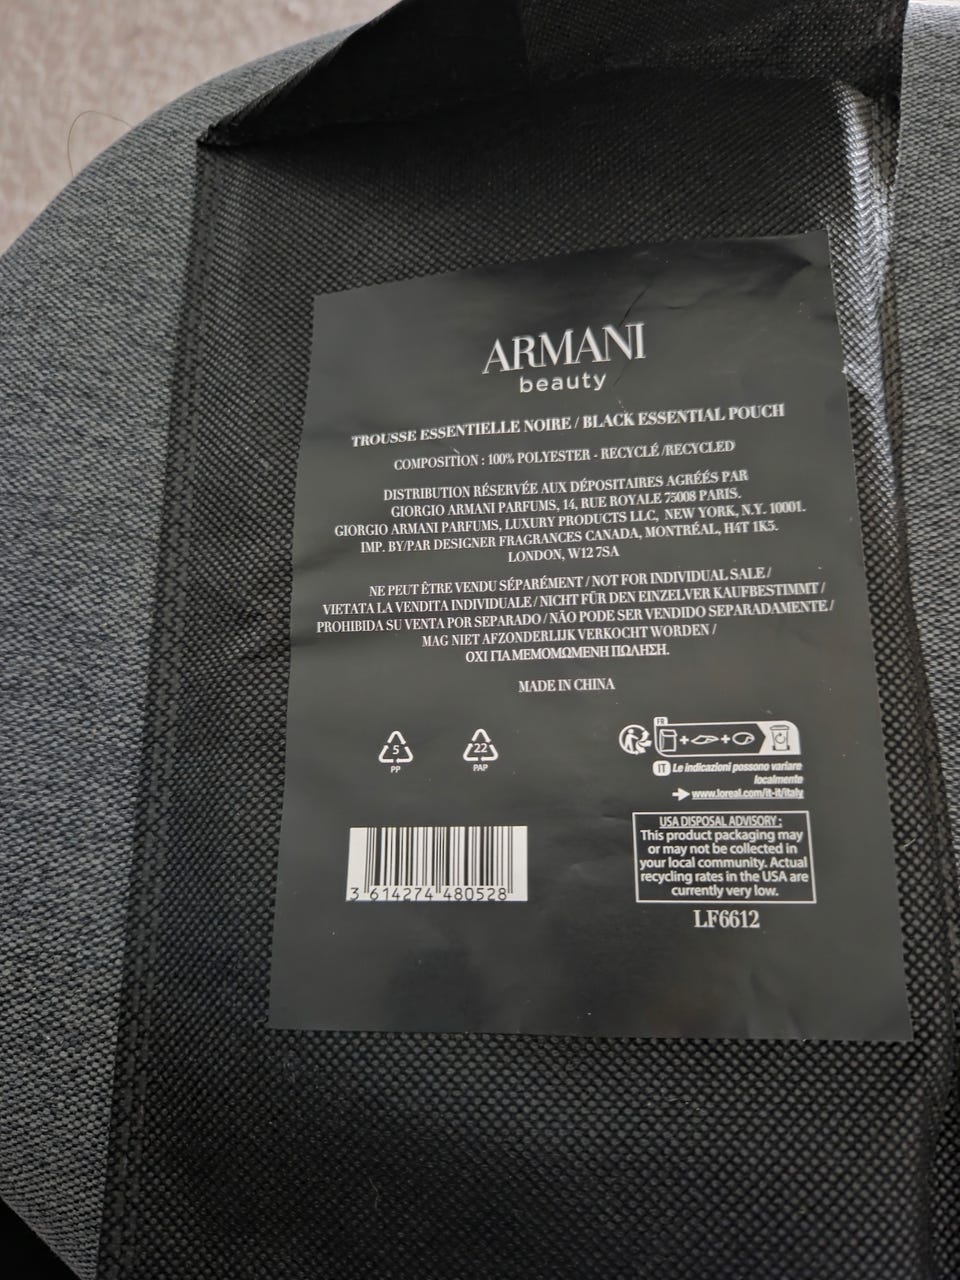 ARMANI
beauty
TROUSSE ESSENTIELLE NOIRE / BLACK ESSENTIAL POUCH
COMPOSITION : 100% POLYESTER - RECYCLÉ /RECYCLED
DISTRIBUTION RÉSERVÉE AUX DÉPOSITAIRES AGRÉÉS PAR
GIORGIO ARMANI PARFUMS, 14, RUE ROYALE 75008 PARIS.
GIORGIO ARMANI PARFUMS, LUXURY PRODUCTS LLC, NEW YORK, N.Y. 10001.
IMP. BY/PAR DESIGNER FRAGRANCES CANADA, MONTRÉAL, H4T 1K5.
LONDON, W12 7SA
NE PEUT ÊTRE VENDU SÉPARÉMENT / NOT FOR INDIVIDUAL SALE /
VIETATA LA VENDITA INDIVIDUALE / NICHT FÜR DEN EINZELVER KAUFBESTIMMT /
PROHIBIDA SU VENTA POR SEPARADO / NÃO PODE SER VENDIDO SEPARADAMENTE /
MAG NIET AFZONDERLIJK VERKOCHT WORDEN /
ΟΧΙ ΓΙΑ ΜΕΜΟΜΩΜΕΝΗ ΠΩΛΗΣΗ.
MADE IN CHINA
5
PP
22
PAP
FR
IT Le indicazioni possono variare
localmente
www.loreal.com/it-it/italy
3 614274 480528
USA DISPOSAL ADVISORY :
This product packaging may
or may not be collected in
your local community. Actual
recycling rates in the USA are
currently very low.
LF6612